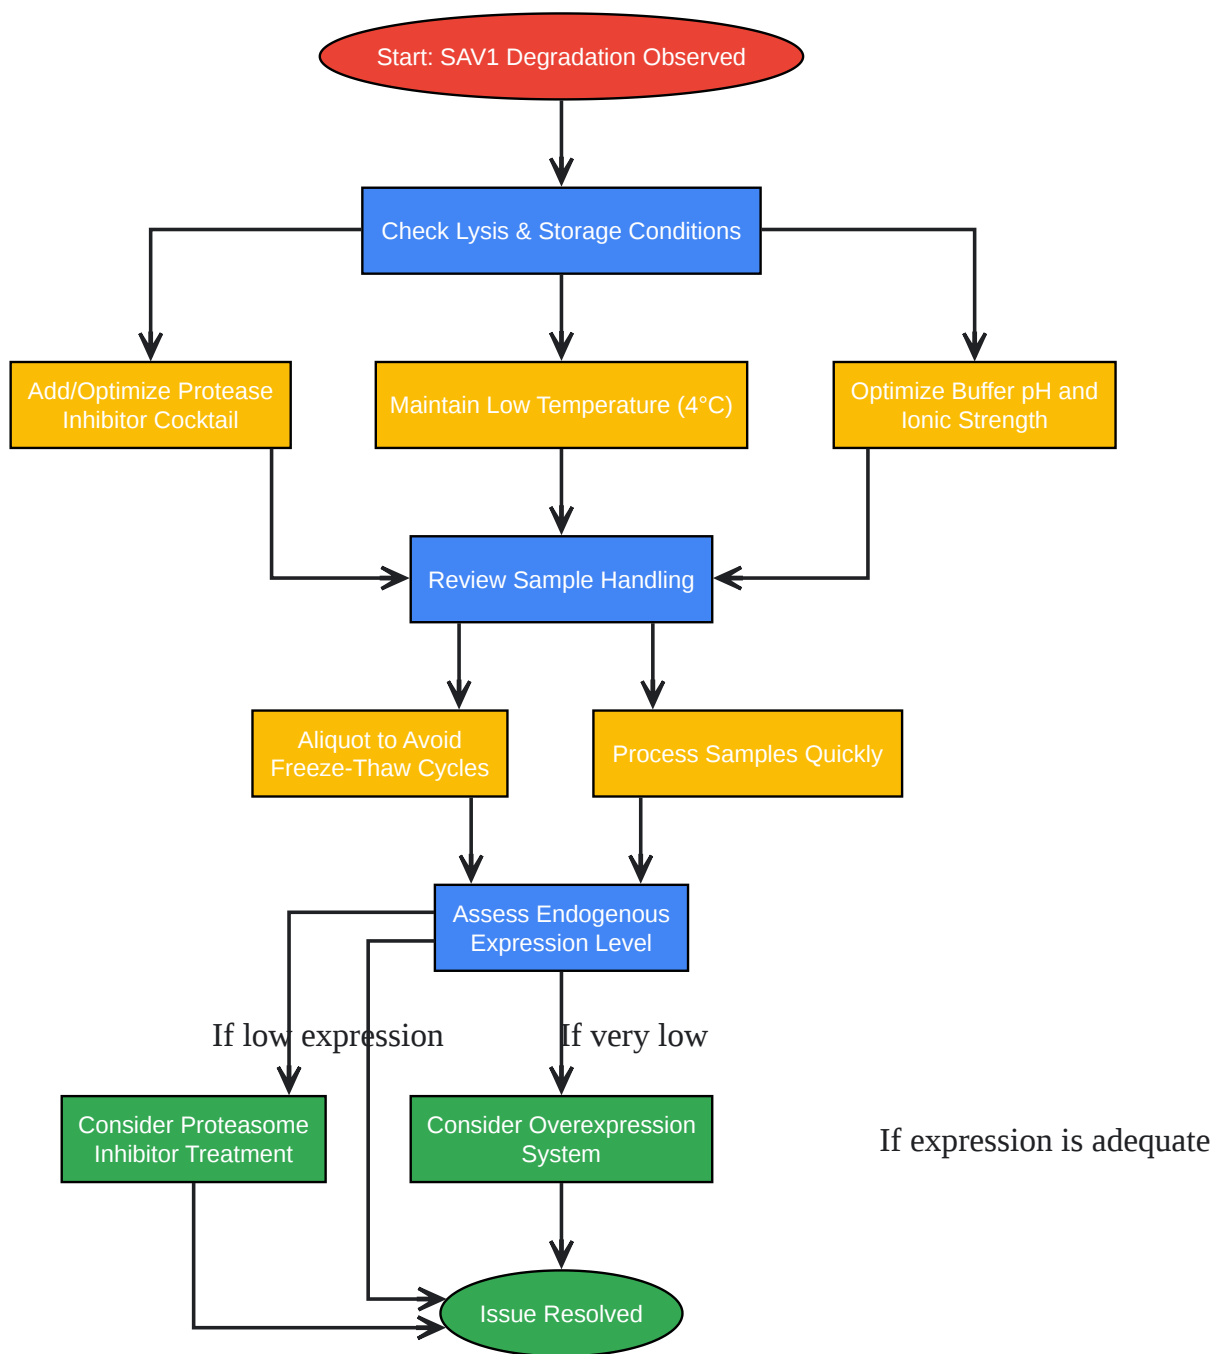 Start: SAV1 Degradation Observed
Check Lysis & Storage Conditions
Add/Optimize Protease
Inhibitor Cocktail
Maintain Low Temperature (4°C)
Optimize Buffer pH and
Ionic Strength
Review Sample Handling
Aliquot to Avoid
Freeze-Thaw Cycles
Process Samples Quickly
Assess Endogenous
Expression Level
If low expression
If very low
Consider Proteasome
Inhibitor Treatment
Consider Overexpression
System
If expression is adequate
Issue Resolved